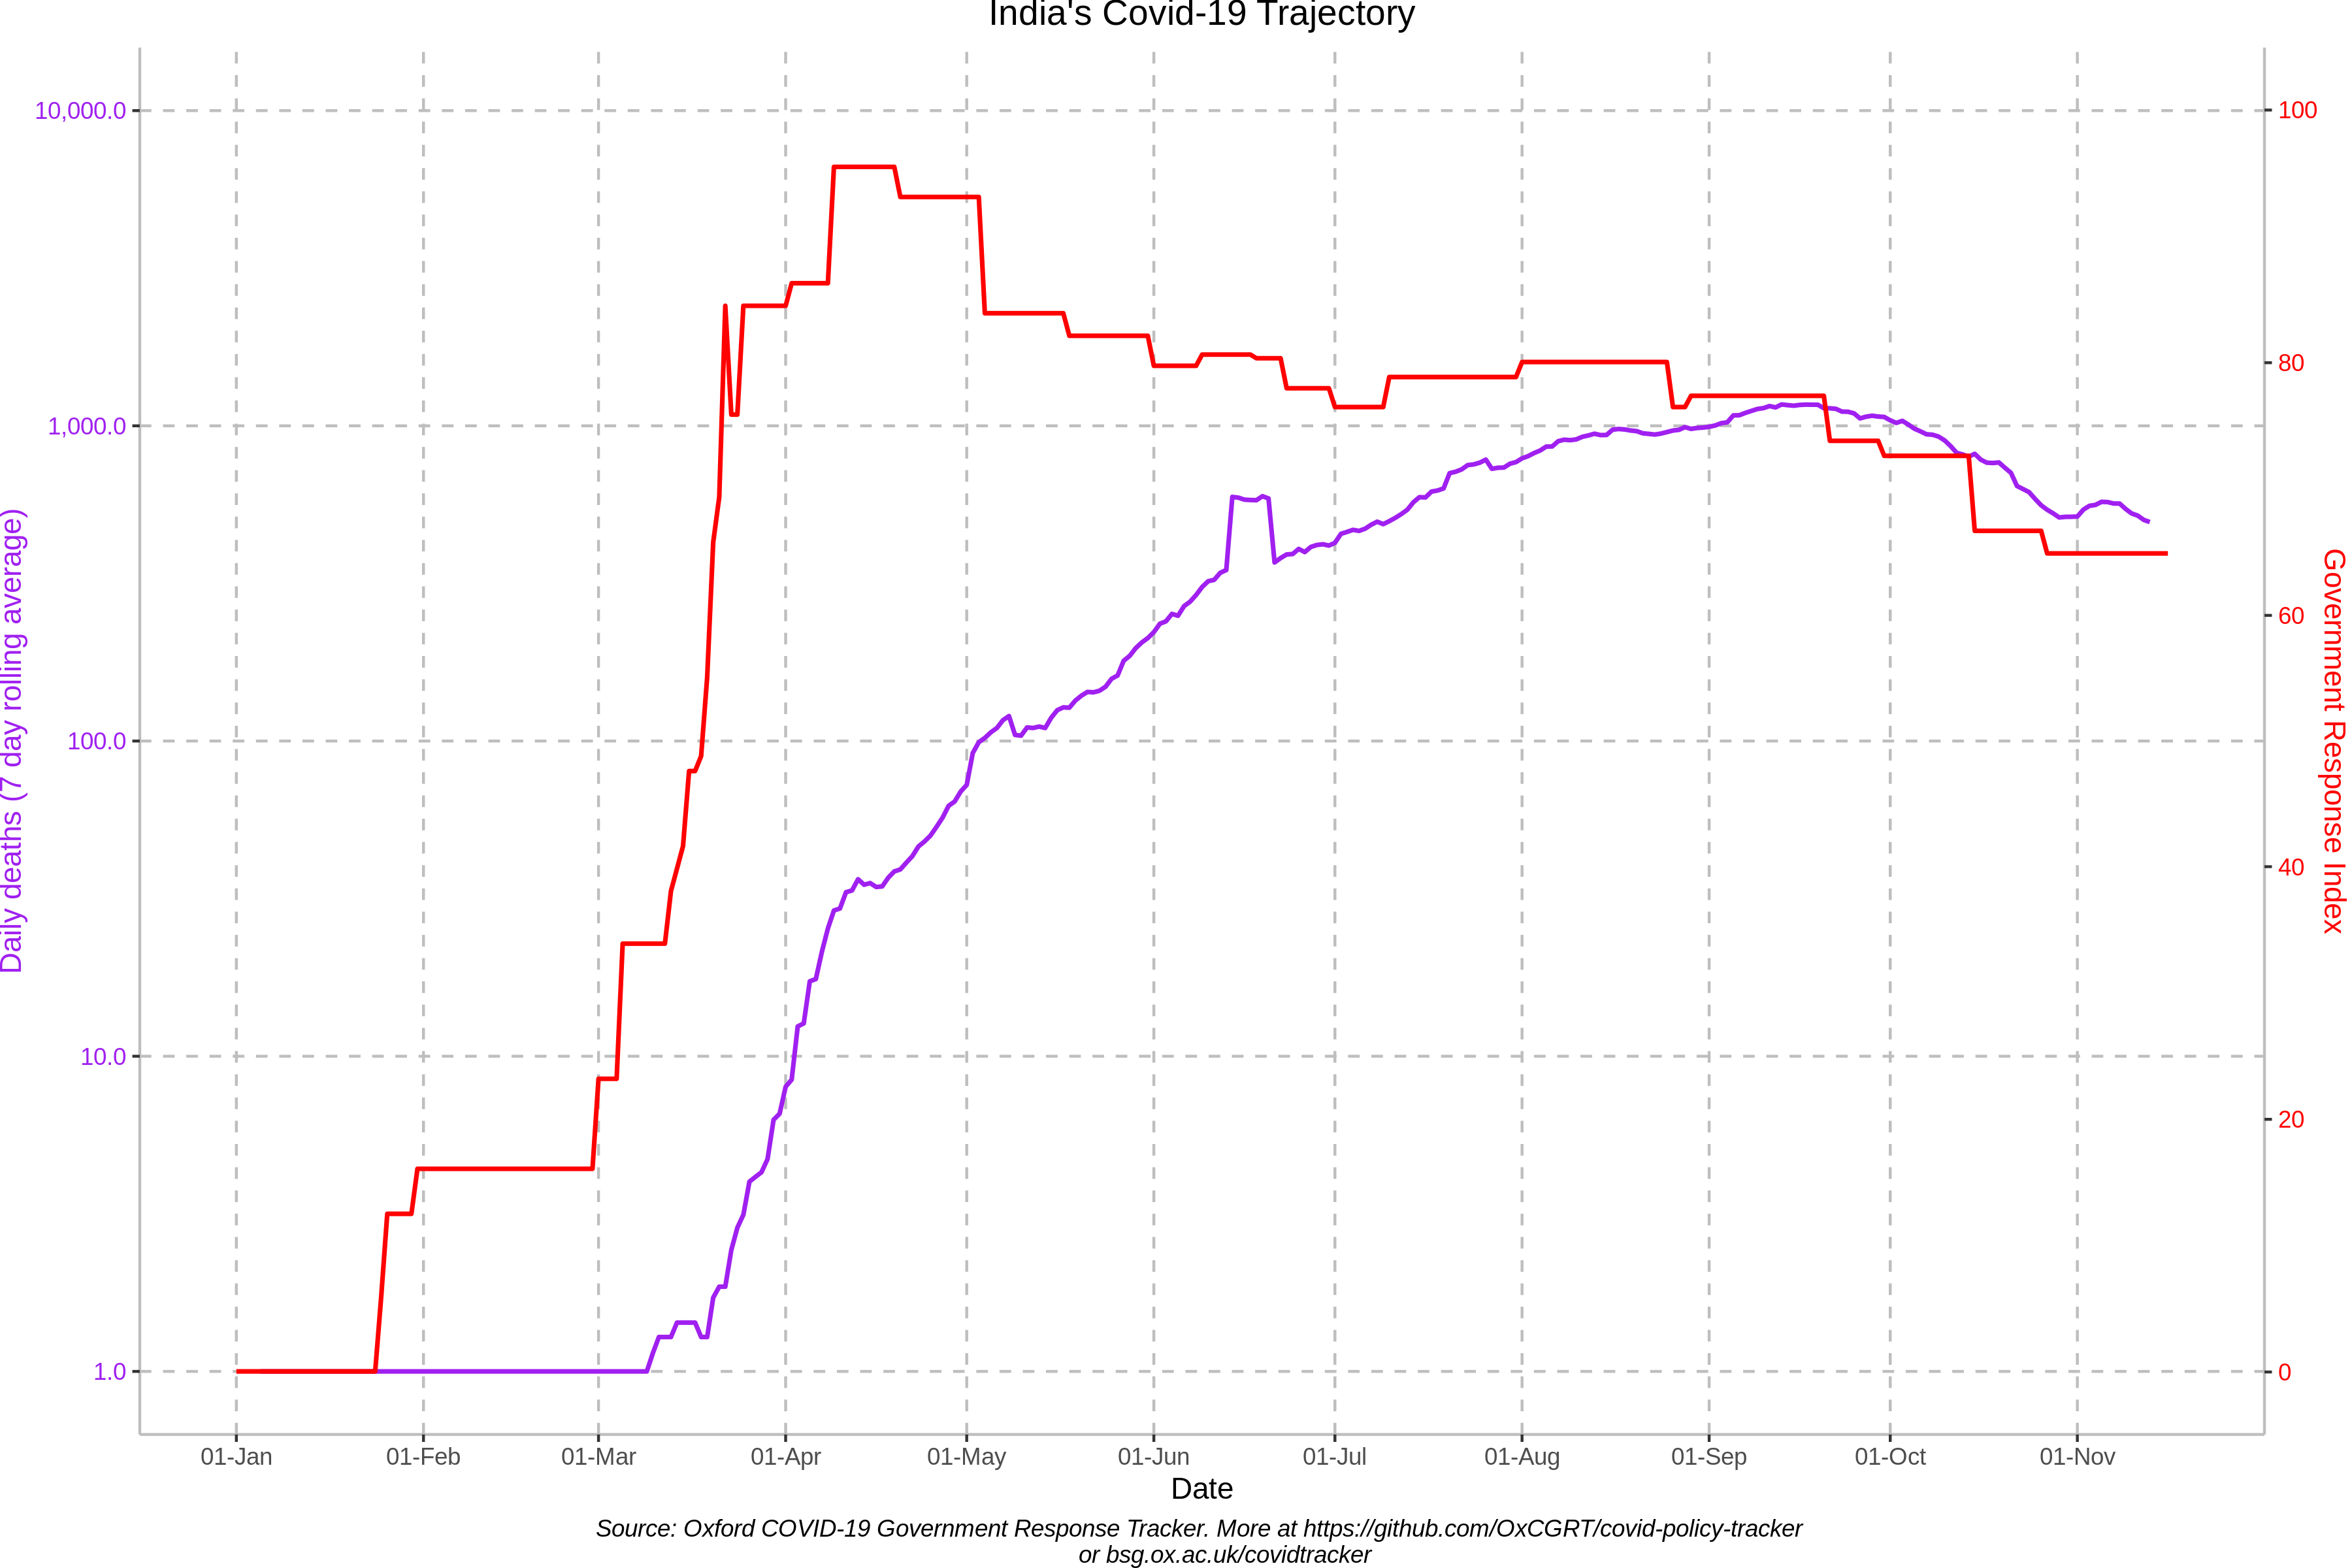 India's Covid-19 Trajectory
10,000.0
1,000.0
100.0
10.0
1.0
Daily deaths (7 day rolling average)
100
80
60
40
20
0
Government Response Index
01-Jan 01-Feb 01-Mar 01-Apr 01-May 01-Jun 01-Jul 01-Aug 01-Sep 01-Oct 01-Nov
Date
Source: Oxford COVID-19 Government Response Tracker. More at https://github.com/OxCGRT/covid-policy-tracker
or bsg.ox.ac.uk/covidtracker